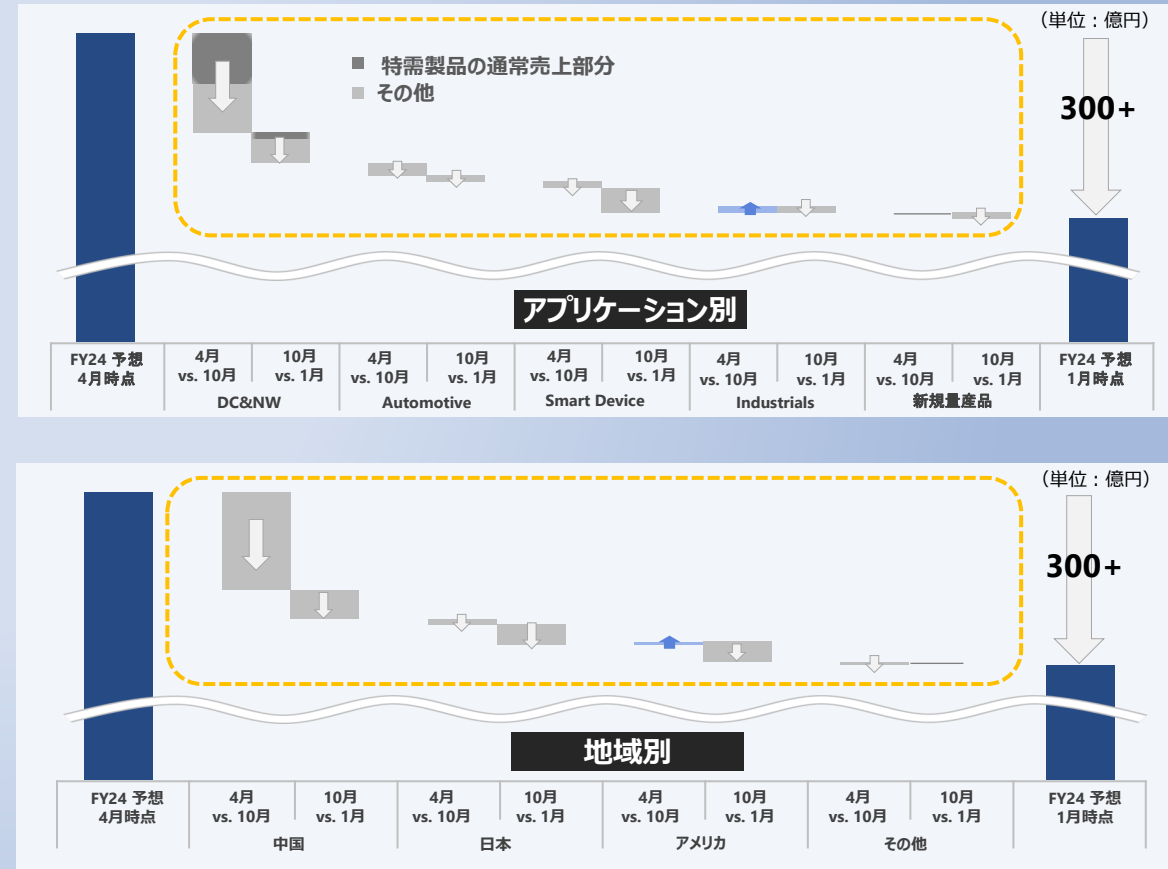 （単位：億円）
特需製品の通常売上部分
その他
300+
アプリケーション別
FY24 予想
4月時点
4月
vs. 10月
10月
vs. 1月
DC&NW
4月
vs. 10月
10月
vs. 1月
Automotive
4月
vs. 10月
10月
vs. 1月
Smart Device
4月
vs. 10月
10月
vs. 1月
Industrials
4月
vs. 10月
10月
vs. 1月
新規量産品
FY24 予想
1月時点
（単位：億円）
300+
地域別
FY24 予想
4月時点
4月
vs. 10月
10月
vs. 1月
中国
4月
vs. 10月
10月
vs. 1月
日本
4月
vs. 10月
10月
vs. 1月
アメリカ
4月
vs. 10月
10月
vs. 1月
その他
FY24 予想
1月時点